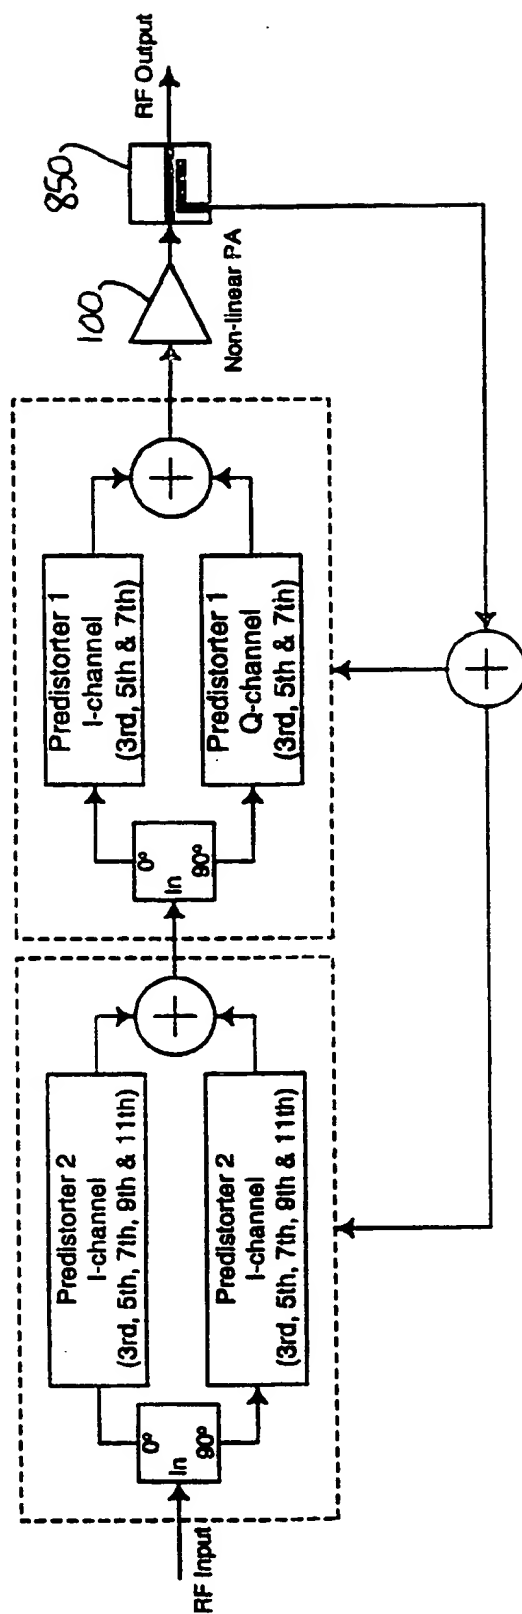 RF Input
In
0°
90°
Predistorter 2
I-channel
(3rd, 5th, 7th, 9th & 11th)
Predistorter 2
I-channel
(3rd, 5th, 7th, 9th & 11th)
In
0°
90°
Predistorter 1
I-channel
(3rd, 5th & 7th)
Predistorter 1
Q-channel
(3rd, 5th & 7th)
100
Non-linear PA
850
RF Output